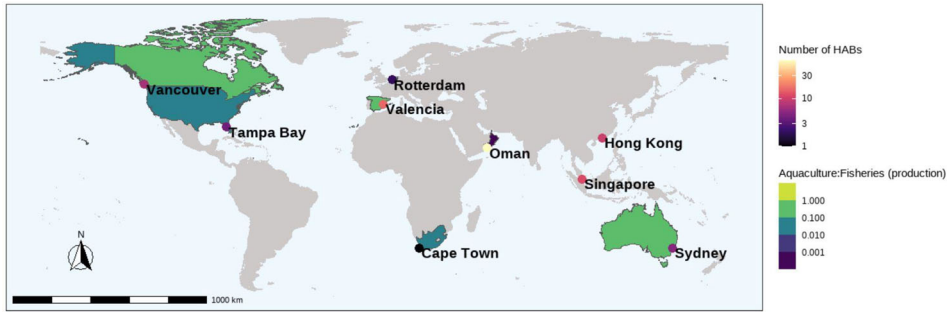 Vancouver
Tampa Bay
Rotterdam
Valencia
Oman
Hong Kong
Singapore
Cape Town
Sydney
N
1000 km
Number of HABs
30
10
3
1
Aquaculture:Fisheries (production)
1.000
0.100
0.010
0.001